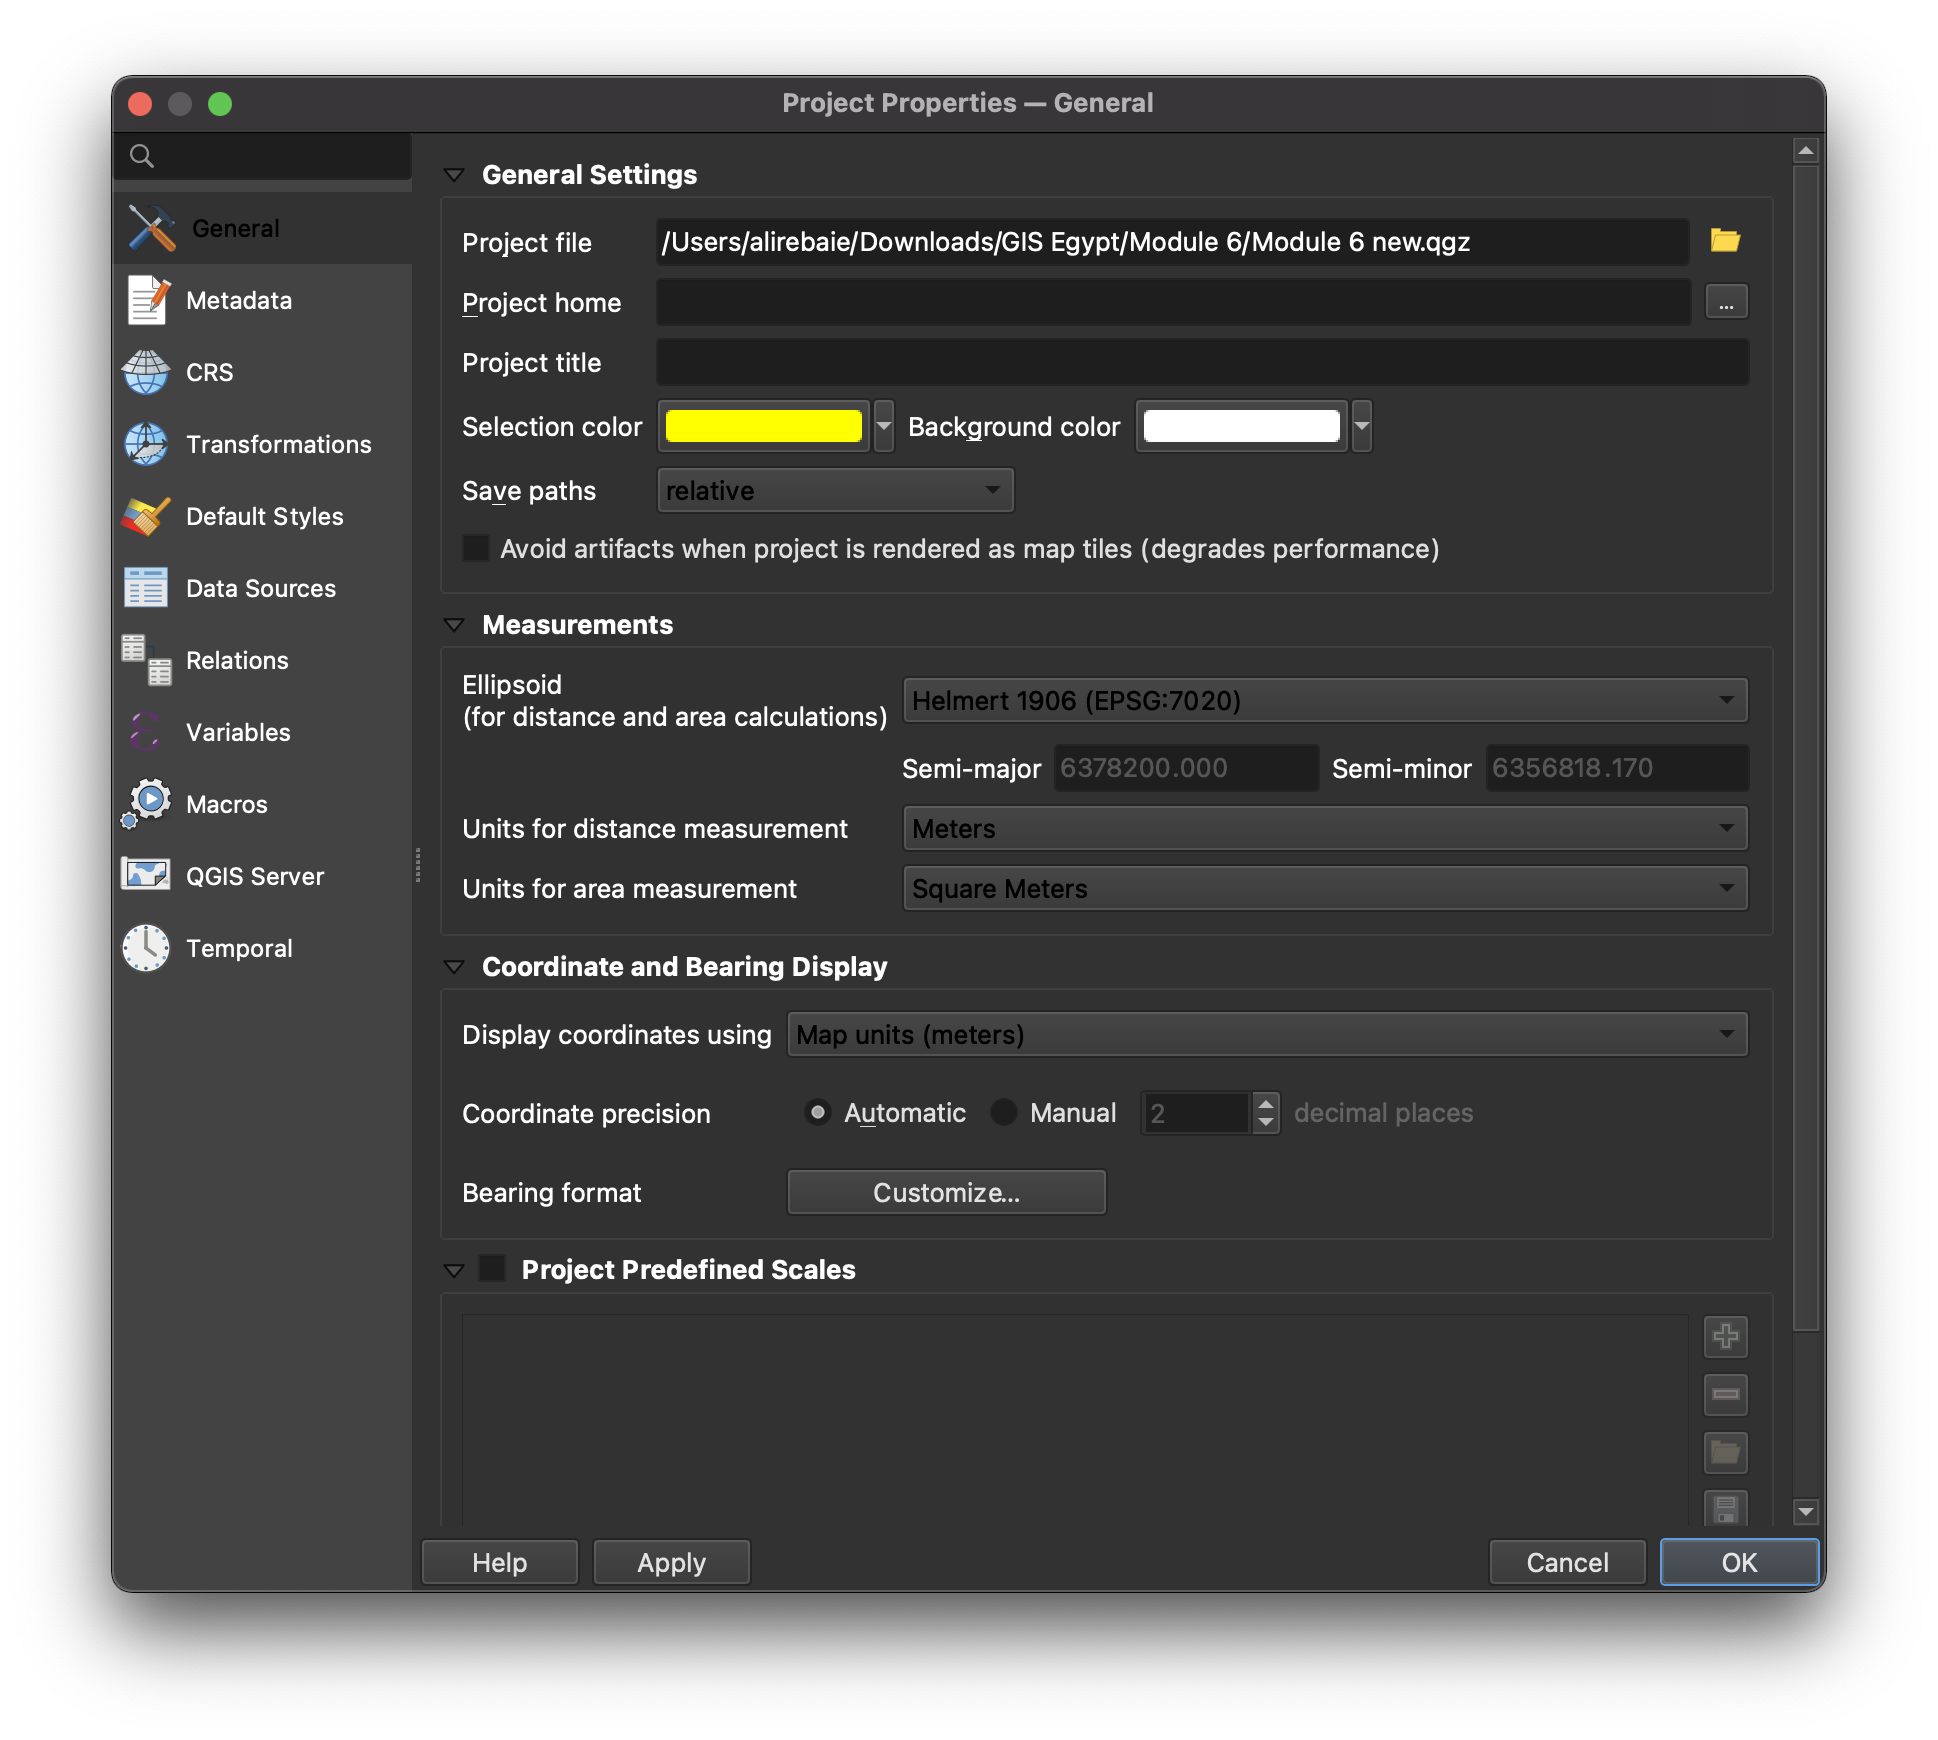 Project Properties — General
General
Metadata
CRS
Transformations
Default Styles
Data Sources
Relations
Variables
Macros
QGIS Server
Temporal
General Settings
Project file /Users/alirebaie/Downloads/GIS Egypt/Module 6/Module 6 new.qgz
Project home ...
Project title
Selection color Background color
Save paths relative
Avoid artifacts when project is rendered as map tiles (degrades performance)
Measurements
Ellipsoid
(for distance and area calculations) Helmert 1906 (EPSG:7020)
Semi-major 6378200.000 Semi-minor 6356818.170
Units for distance measurement Meters
Units for area measurement Square Meters
Coordinate and Bearing Display
Display coordinates using Map units (meters)
Coordinate precision Automatic Manual 2 decimal places
Bearing format Customize...
Project Predefined Scales
Help Apply Cancel OK